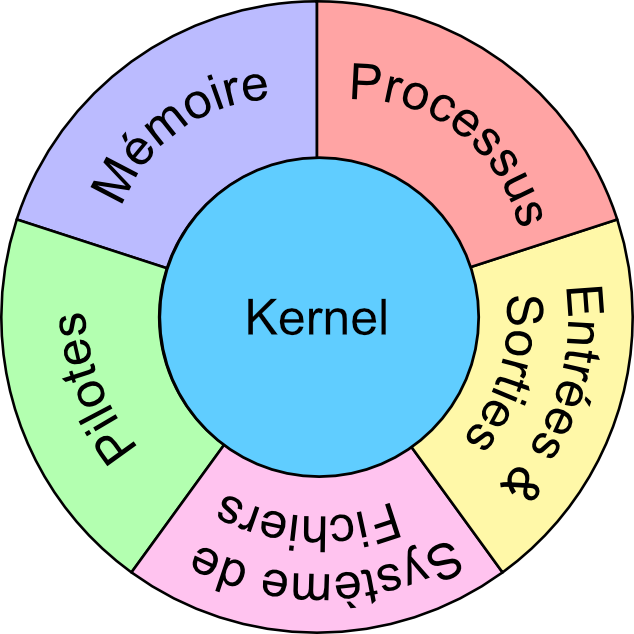 Processus
Entrées &
Sorties
Système de
Fichiers
Pilotes
Mémoire
Kernel